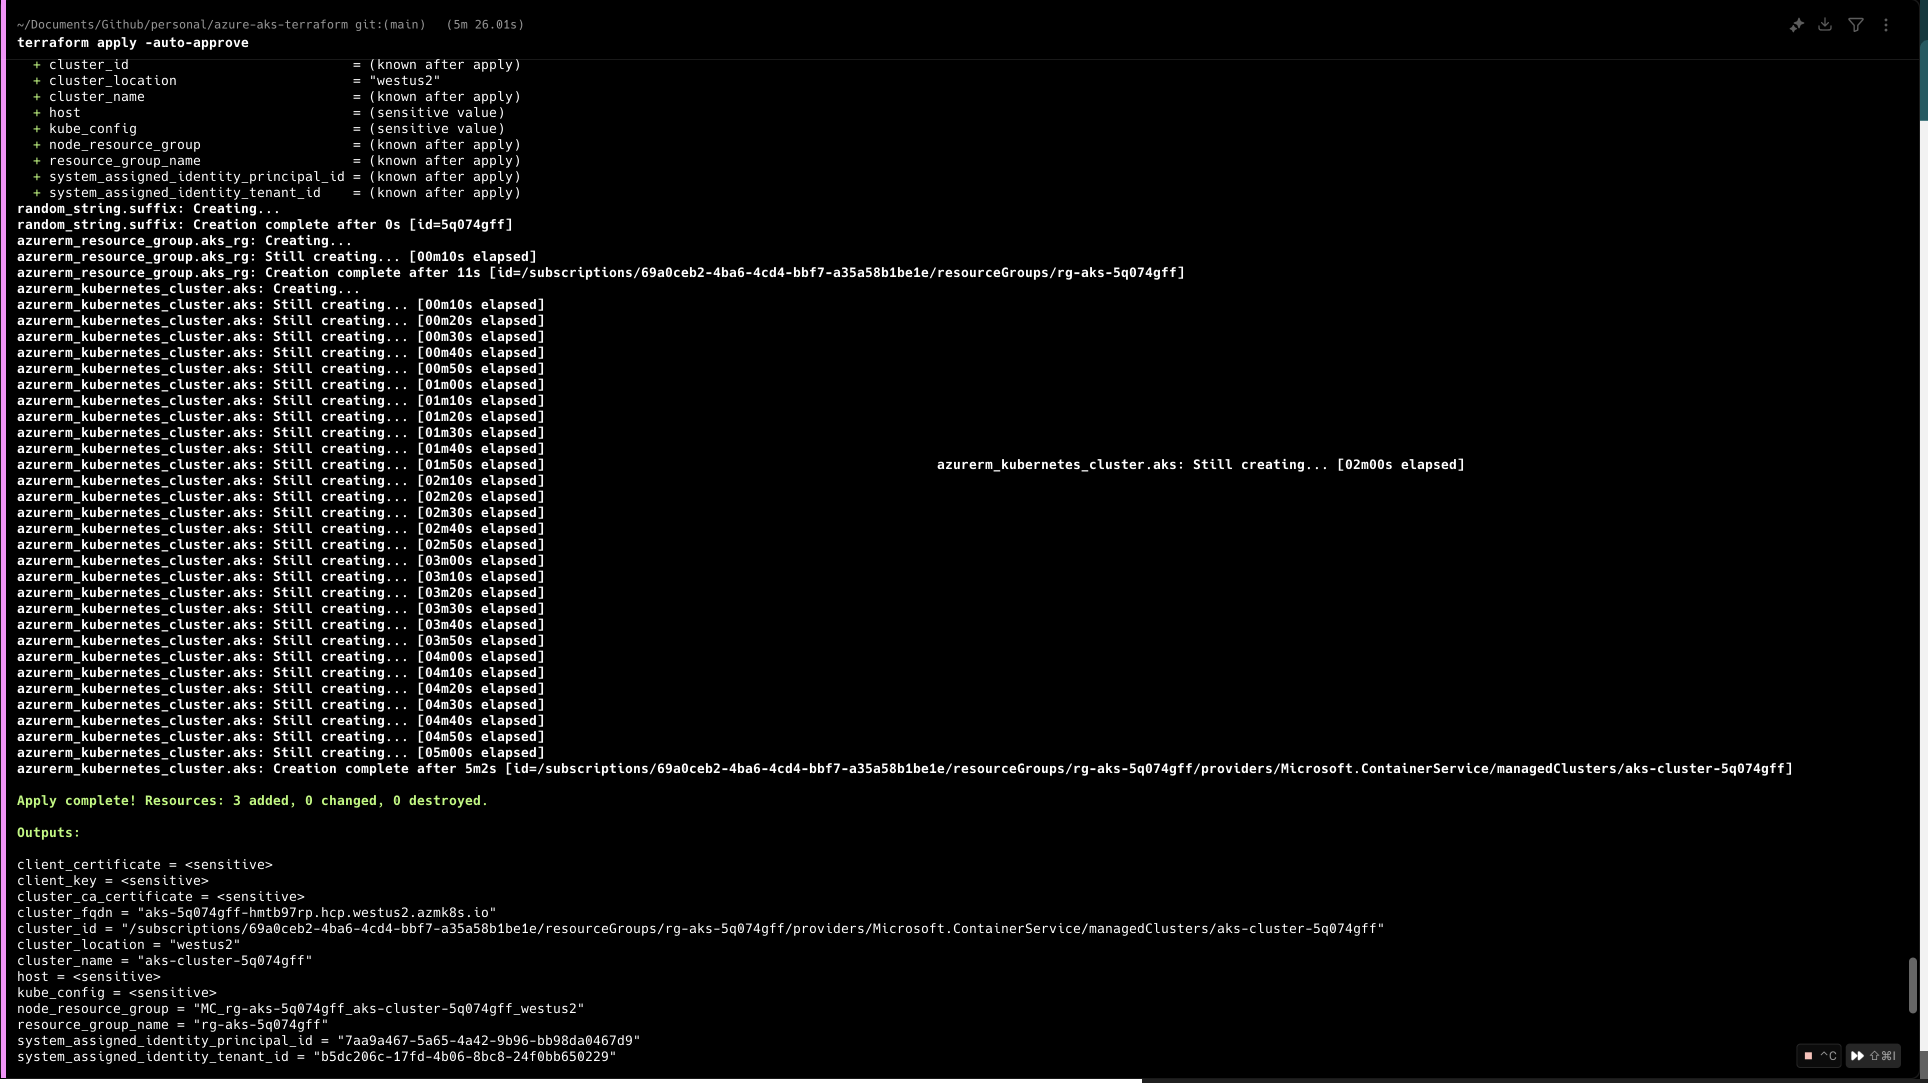 ~/Documents/Github/personal/azure-aks-terraform git:(main)   (5m 26.01s)
terraform apply -auto-approve
  + cluster_id                            = (known after apply)
  + cluster_location                      = "westus2"
  + cluster_name                          = (known after apply)
  + host                                  = (sensitive value)
  + kube_config                           = (sensitive value)
  + node_resource_group                   = (known after apply)
  + resource_group_name                   = (known after apply)
  + system_assigned_identity_principal_id = (known after apply)
  + system_assigned_identity_tenant_id    = (known after apply)
random_string.suffix: Creating...
random_string.suffix: Creation complete after 0s [id=5q074gff]
azurerm_resource_group.aks_rg: Creating...
azurerm_resource_group.aks_rg: Still creating... [00m10s elapsed]
azurerm_resource_group.aks_rg: Creation complete after 11s [id=/subscriptions/69a0ceb2-4ba6-4cd4-bbf7-a35a58b1be1e/resourceGroups/rg-aks-5q074gff]
azurerm_kubernetes_cluster.aks: Creating...
azurerm_kubernetes_cluster.aks: Still creating... [00m10s elapsed]
azurerm_kubernetes_cluster.aks: Still creating... [00m20s elapsed]
azurerm_kubernetes_cluster.aks: Still creating... [00m30s elapsed]
azurerm_kubernetes_cluster.aks: Still creating... [00m40s elapsed]
azurerm_kubernetes_cluster.aks: Still creating... [00m50s elapsed]
azurerm_kubernetes_cluster.aks: Still creating... [01m00s elapsed]
azurerm_kubernetes_cluster.aks: Still creating... [01m10s elapsed]
azurerm_kubernetes_cluster.aks: Still creating... [01m20s elapsed]
azurerm_kubernetes_cluster.aks: Still creating... [01m30s elapsed]
azurerm_kubernetes_cluster.aks: Still creating... [01m40s elapsed]
azurerm_kubernetes_cluster.aks: Still creating... [01m50s elapsed]                                                 azurerm_kubernetes_cluster.aks: Still creating... [02m00s elapsed]
azurerm_kubernetes_cluster.aks: Still creating... [02m10s elapsed]
azurerm_kubernetes_cluster.aks: Still creating... [02m20s elapsed]
azurerm_kubernetes_cluster.aks: Still creating... [02m30s elapsed]
azurerm_kubernetes_cluster.aks: Still creating... [02m40s elapsed]
azurerm_kubernetes_cluster.aks: Still creating... [02m50s elapsed]
azurerm_kubernetes_cluster.aks: Still creating... [03m00s elapsed]
azurerm_kubernetes_cluster.aks: Still creating... [03m10s elapsed]
azurerm_kubernetes_cluster.aks: Still creating... [03m20s elapsed]
azurerm_kubernetes_cluster.aks: Still creating... [03m30s elapsed]
azurerm_kubernetes_cluster.aks: Still creating... [03m40s elapsed]
azurerm_kubernetes_cluster.aks: Still creating... [03m50s elapsed]
azurerm_kubernetes_cluster.aks: Still creating... [04m00s elapsed]
azurerm_kubernetes_cluster.aks: Still creating... [04m10s elapsed]
azurerm_kubernetes_cluster.aks: Still creating... [04m20s elapsed]
azurerm_kubernetes_cluster.aks: Still creating... [04m30s elapsed]
azurerm_kubernetes_cluster.aks: Still creating... [04m40s elapsed]
azurerm_kubernetes_cluster.aks: Still creating... [04m50s elapsed]
azurerm_kubernetes_cluster.aks: Still creating... [05m00s elapsed]
azurerm_kubernetes_cluster.aks: Creation complete after 5m2s [id=/subscriptions/69a0ceb2-4ba6-4cd4-bbf7-a35a58b1be1e/resourceGroups/rg-aks-5q074gff/providers/Microsoft.ContainerService/managedClusters/aks-cluster-5q074gff]

Apply complete! Resources: 3 added, 0 changed, 0 destroyed.

Outputs:

client_certificate = <sensitive>
client_key = <sensitive>
cluster_ca_certificate = <sensitive>
cluster_fqdn = "aks-5q074gff-hmtb97rp.hcp.westus2.azmk8s.io"
cluster_id = "/subscriptions/69a0ceb2-4ba6-4cd4-bbf7-a35a58b1be1e/resourceGroups/rg-aks-5q074gff/providers/Microsoft.ContainerService/managedClusters/aks-cluster-5q074gff"
cluster_location = "westus2"
cluster_name = "aks-cluster-5q074gff"
host = <sensitive>
kube_config = <sensitive>
node_resource_group = "MC_rg-aks-5q074gff_aks-cluster-5q074gff_westus2"
resource_group_name = "rg-aks-5q074gff"
system_assigned_identity_principal_id = "7aa9a467-5a65-4a42-9b96-bb98da0467d9"
system_assigned_identity_tenant_id = "b5dc206c-17fd-4b06-8bc8-24f0bb650229"
^C ⇧⌘I